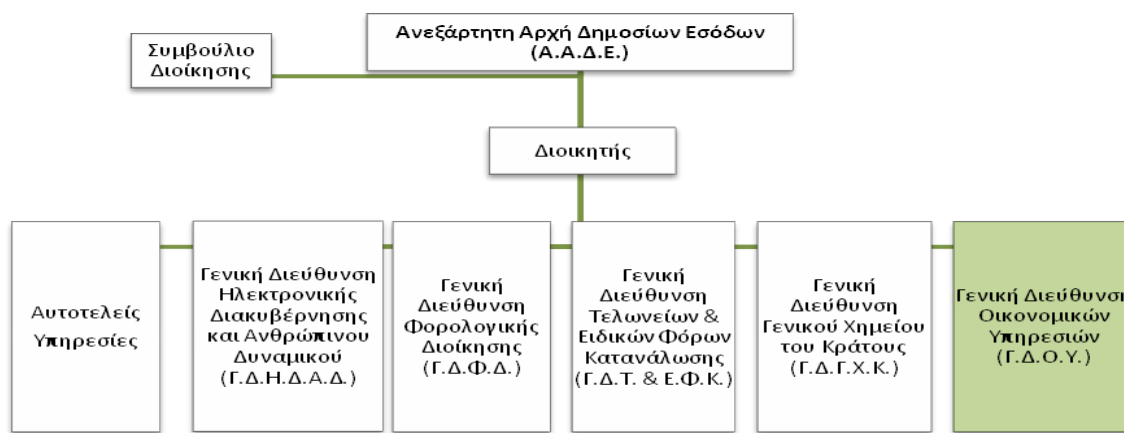 Ανεξάρτητη Αρχή Δημοσίων Εσόδων
(Α.Α.Δ.Ε.)
Συμβούλιο
Διοίκησης
Διοικητής
Αυτοτελείς
Υπηρεσίες
Γενική Διεύθυνση
Ηλεκτρονικής
Διακυβέρνησης
και Ανθρώπινου
Δυναμικού
(Γ.Δ.Η.Δ.Α.Δ.)
Γενική
Διεύθυνση
Φορολογικής
Διοίκησης
(Γ.Δ.Φ.Δ.)
Γενική
Διεύθυνση
Τελωνείων &
Ειδικών Φόρων
Κατανάλωσης
(Γ.Δ.Τ. & Ε.Φ.Κ.)
Γενική
Διεύθυνση
Γενικού Χημείου
του Κράτους
(Γ.Δ.Γ.Χ.Κ.)
Γενική Διεύθυνση
Οικονομικών
Υπηρεσιών
(Γ.Δ.Ο.Υ.)